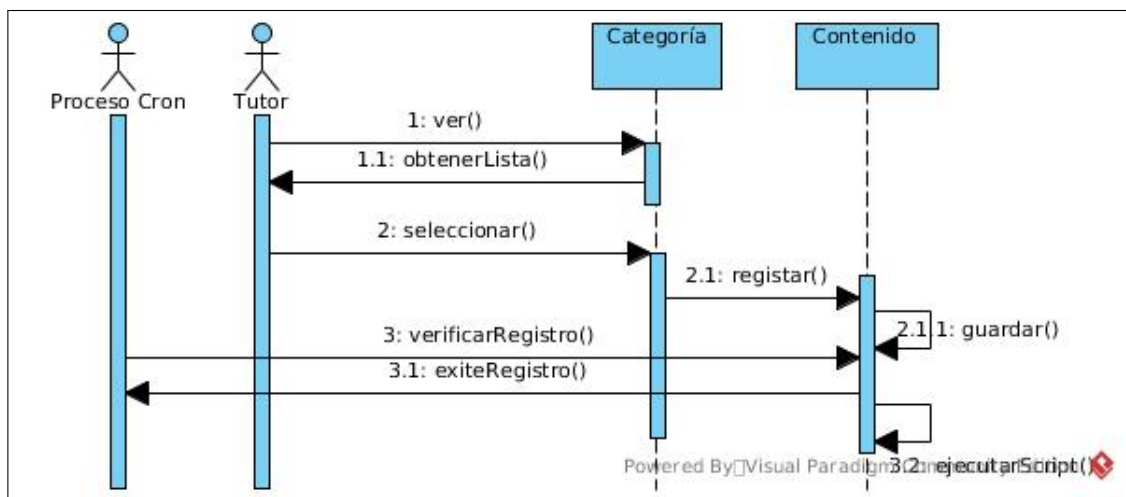 Categoría
Contenido
Proceso Cron
Tutor
1: ver()
1.1: obtenerLista()
2: seleccionar()
2.1: registar()
2.1.1: guardar()
3: verificarRegistro()
3.1: exiteRegistro()
3.2: ejecutarScript()
Powered By Visual Paradigm